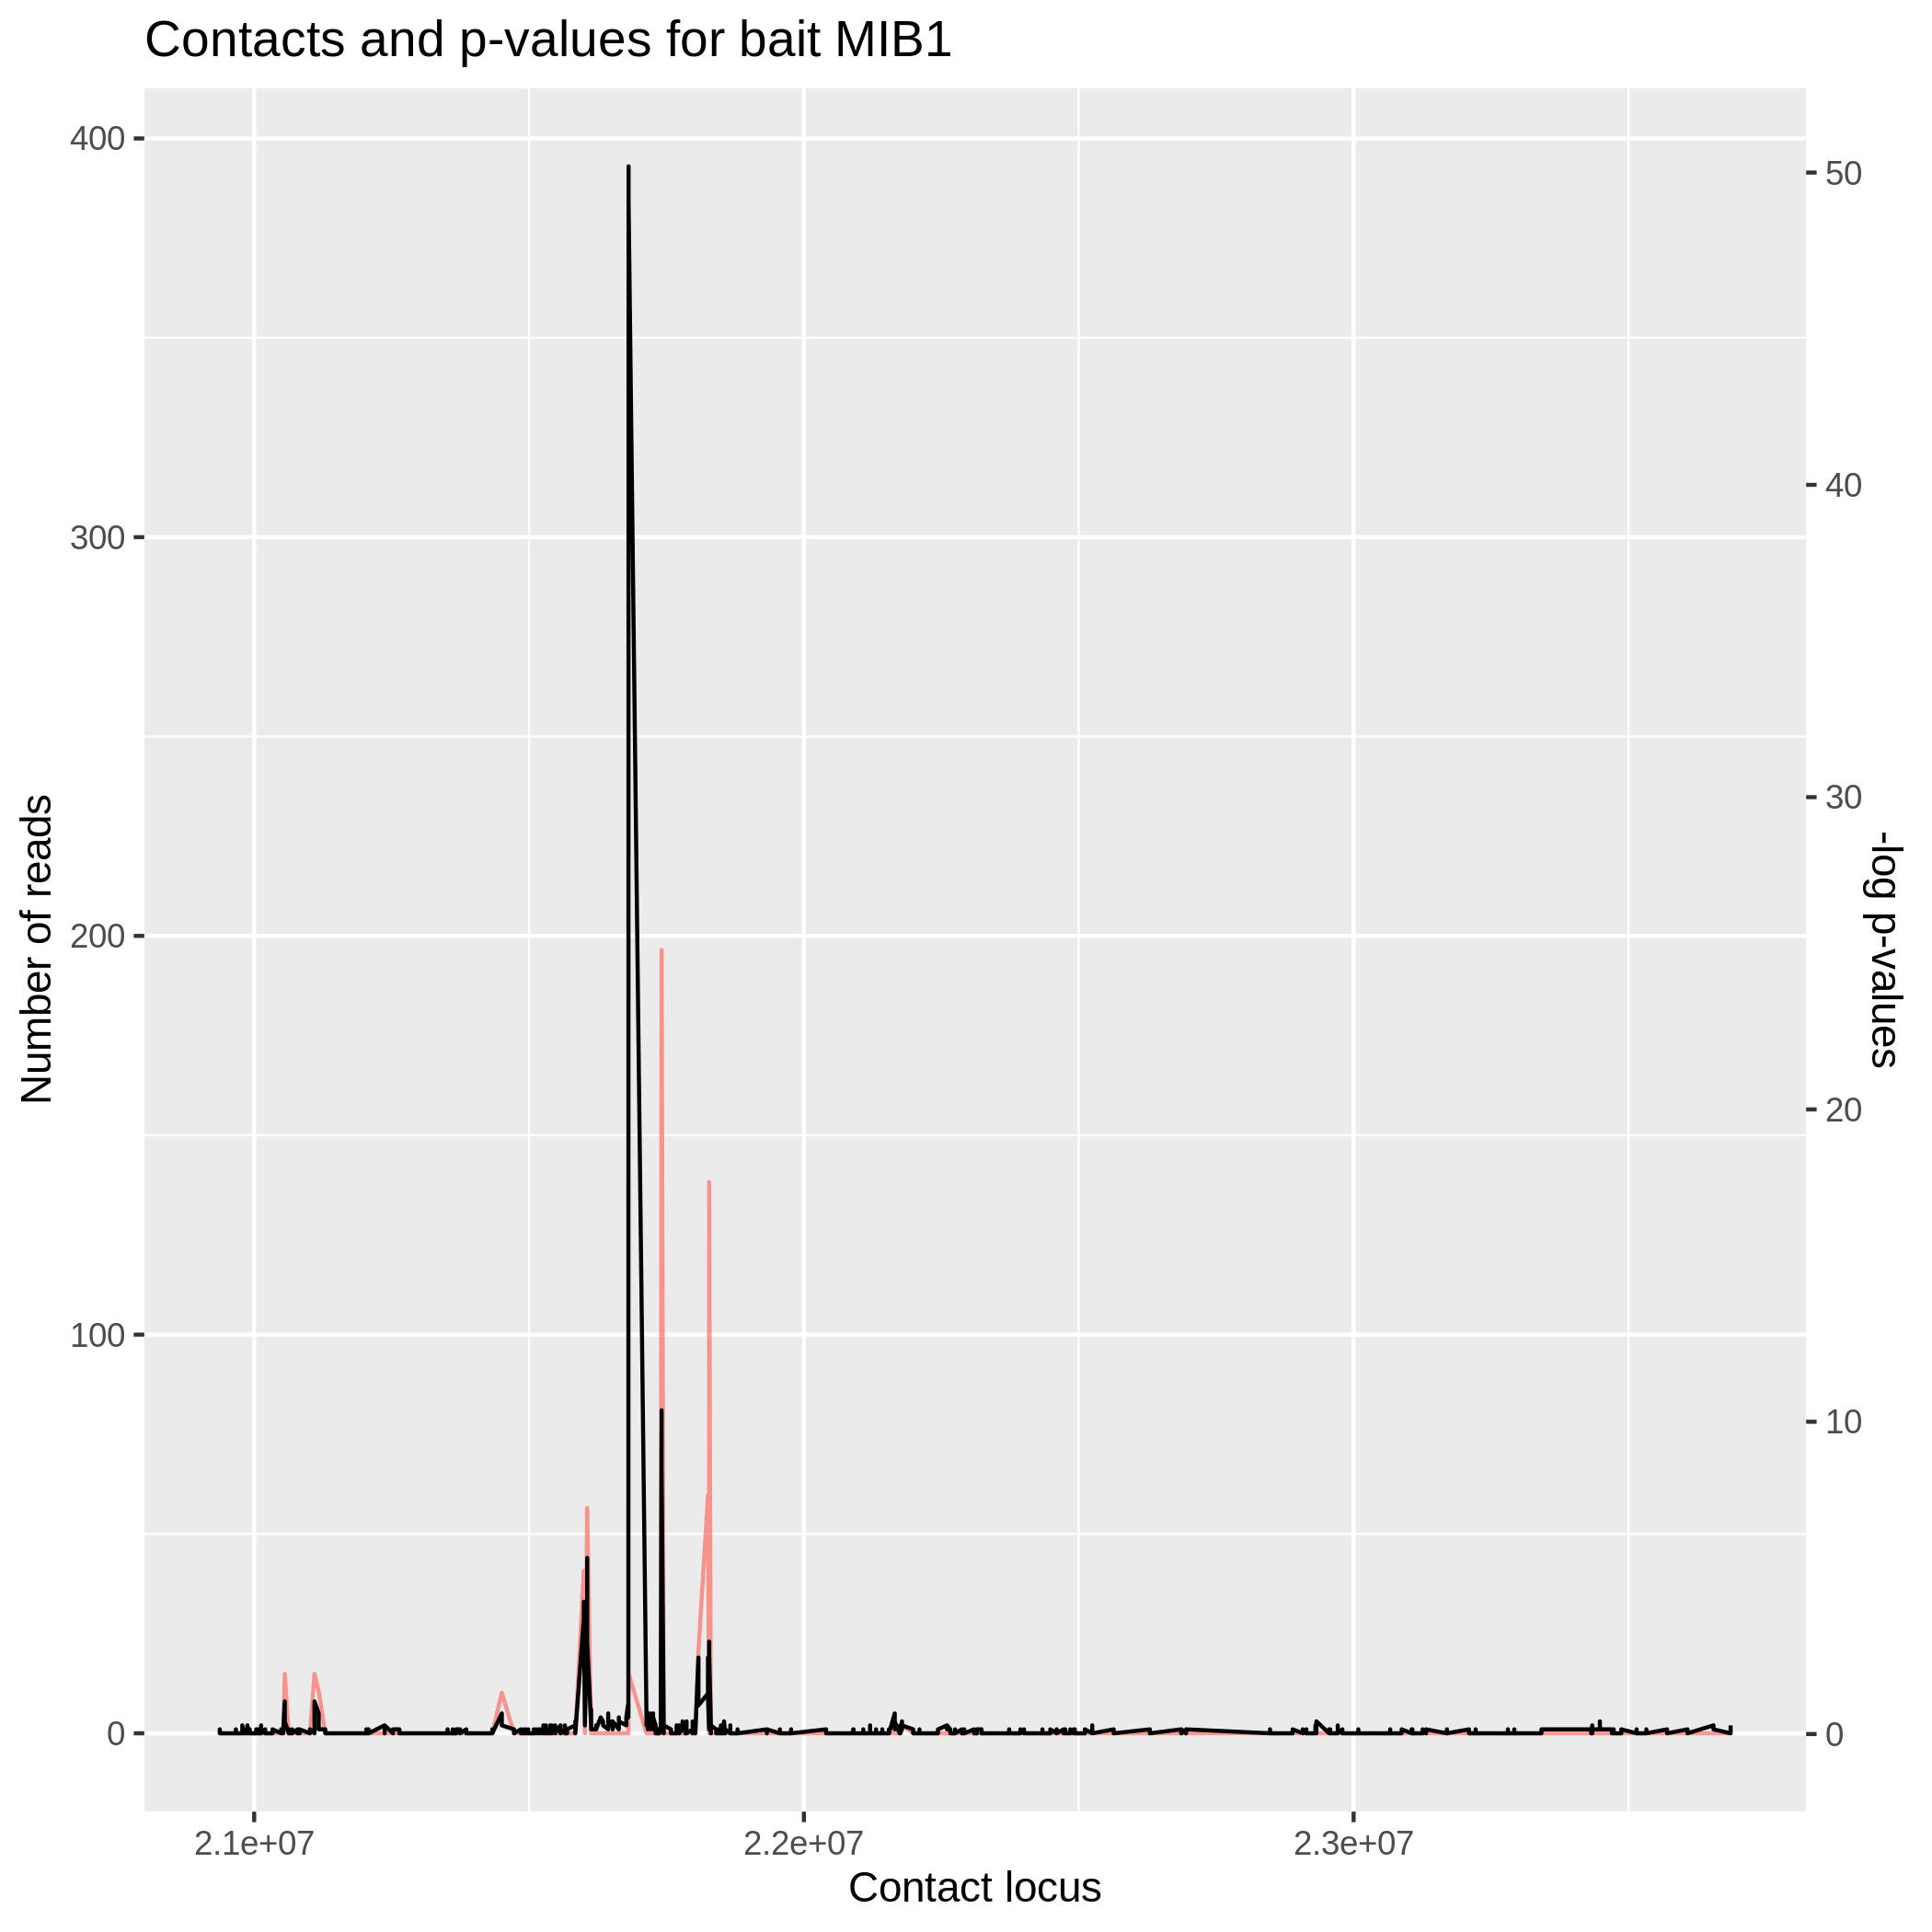 Contacts and p-values for bait MIB1
400
300
200
100
0
Number of reads
50
40
30
20
10
0
-log p-values
2.1e+07
2.2e+07
2.3e+07
Contact locus